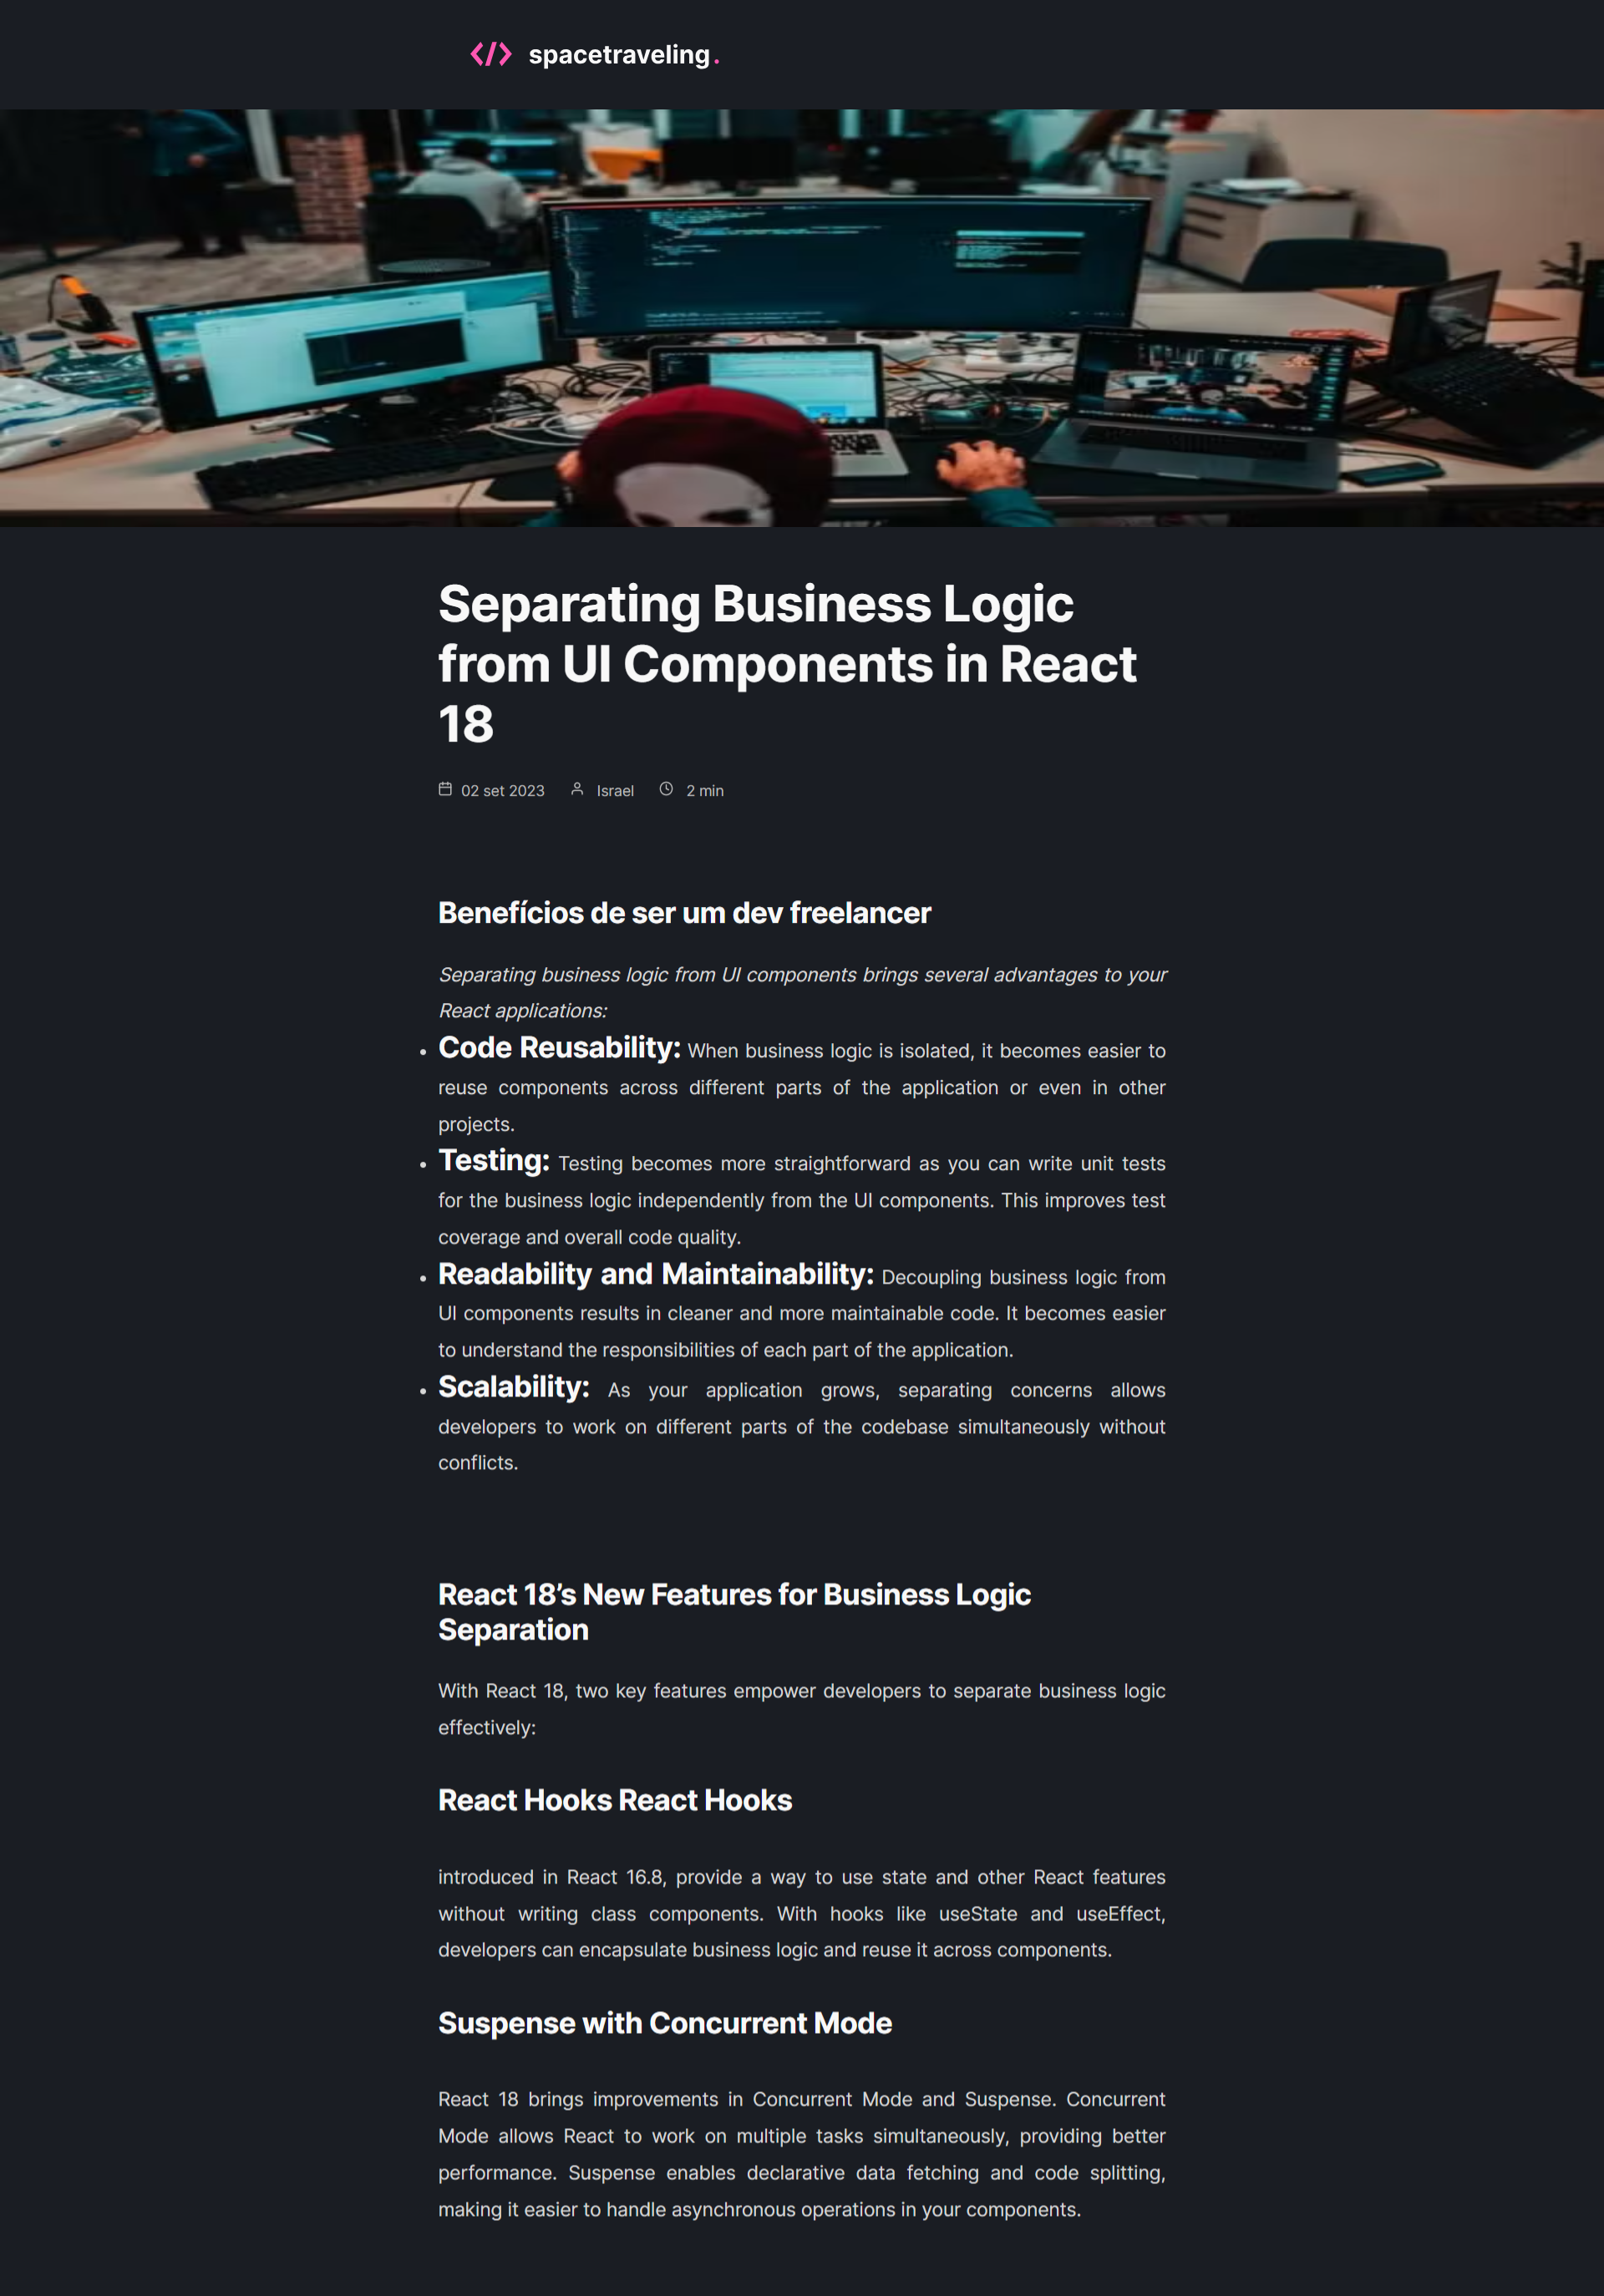 </> spacetraveling.
Separating Business Logic
from UI Components in React
18
02 set 2023 Israel 2 min
Benefícios de ser um dev freelancer
Separating business logic from UI components brings several advantages to your
React applications:
• Code Reusability: When business logic is isolated, it becomes easier to
reuse components across different parts of the application or even in other
projects.
• Testing: Testing becomes more straightforward as you can write unit tests
for the business logic independently from the UI components. This improves test
coverage and overall code quality.
• Readability and Maintainability: Decoupling business logic from
UI components results in cleaner and more maintainable code. It becomes easier
to understand the responsibilities of each part of the application.
• Scalability: As your application grows, separating concerns allows
developers to work on different parts of the codebase simultaneously without
conflicts.
React 18’s New Features for Business Logic
Separation
With React 18, two key features empower developers to separate business logic
effectively:
React Hooks React Hooks
introduced in React 16.8, provide a way to use state and other React features
without writing class components. With hooks like useState and useEffect,
developers can encapsulate business logic and reuse it across components.
Suspense with Concurrent Mode
React 18 brings improvements in Concurrent Mode and Suspense. Concurrent
Mode allows React to work on multiple tasks simultaneously, providing better
performance. Suspense enables declarative data fetching and code splitting,
making it easier to handle asynchronous operations in your components.